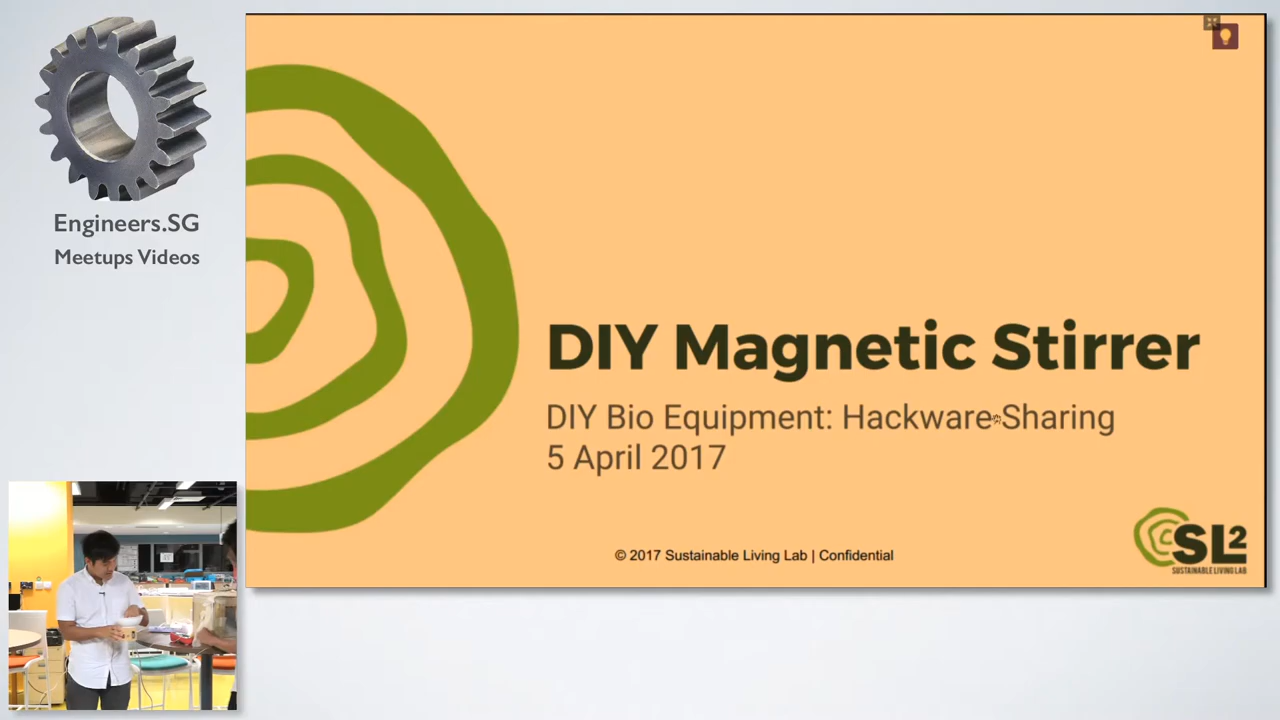 Engineers.SG
Meetups Videos
DIY Magnetic Stirrer
DIY Bio Equipment: Hackware Sharing
5 April 2017
© 2017 Sustainable Living Lab | Confidential
SL2
SUSTAINABLE LIVING LAB